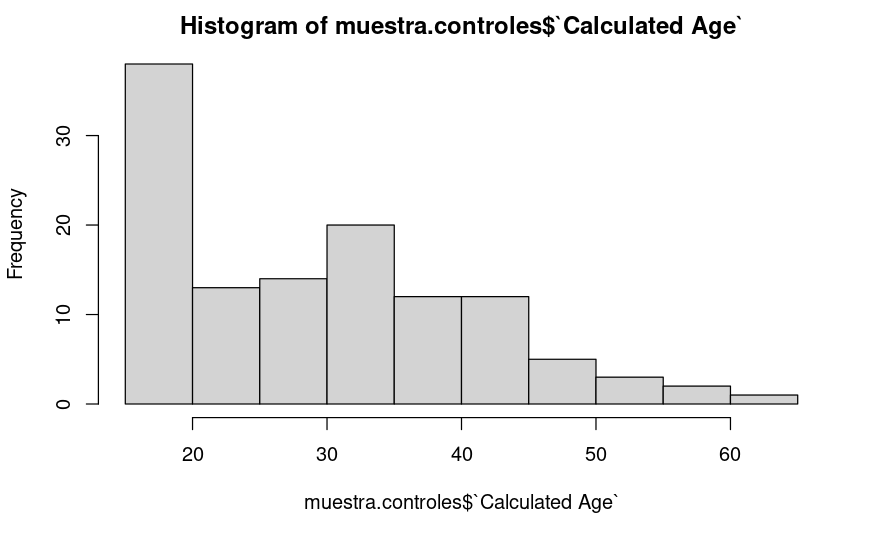 Histogram of muestra.controles$`Calculated Age`
Frequency
30
20
10
0
20 30 40 50 60
muestra.controles$`Calculated Age`